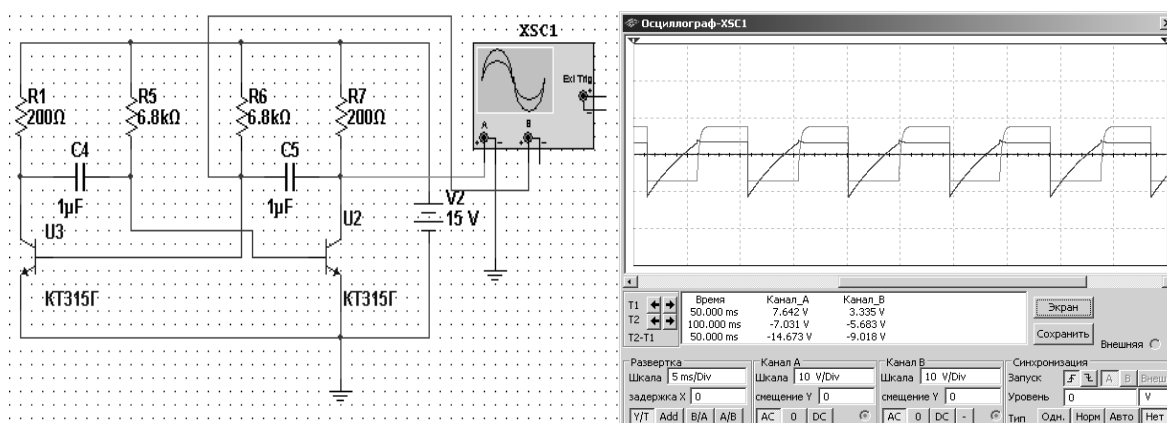 XSC1
Ext Trig
A
B
R1
200Ω
R5
6.8kΩ
R6
6.8kΩ
R7
200Ω
C4
1µF
C5
1µF
V2
15 V
U3
КТ315Г
U2
КТ315Г
Осциллограф-XSC1
T1
T2
T2-T1
Время Канал_A Канал_B
50.000 ms 7.642 V 3.335 V
100.000 ms -7.031 V -5.683 V
50.000 ms -14.673 V -9.018 V
Экран
Сохранить
Внешняя
Развертка
Шкала 5 ms/Div
задержка X 0
Y/T Add B/A A/B
Канал A
Шкала 10 V/Div
смещение Y 0
AC 0 DC
Канал B
Шкала 10 V/Div
смещение Y 0
AC 0 DC -
Синхронизация
Запуск A B Внеш
Уровень 0 V
Тип Одн. Норм Авто Нет